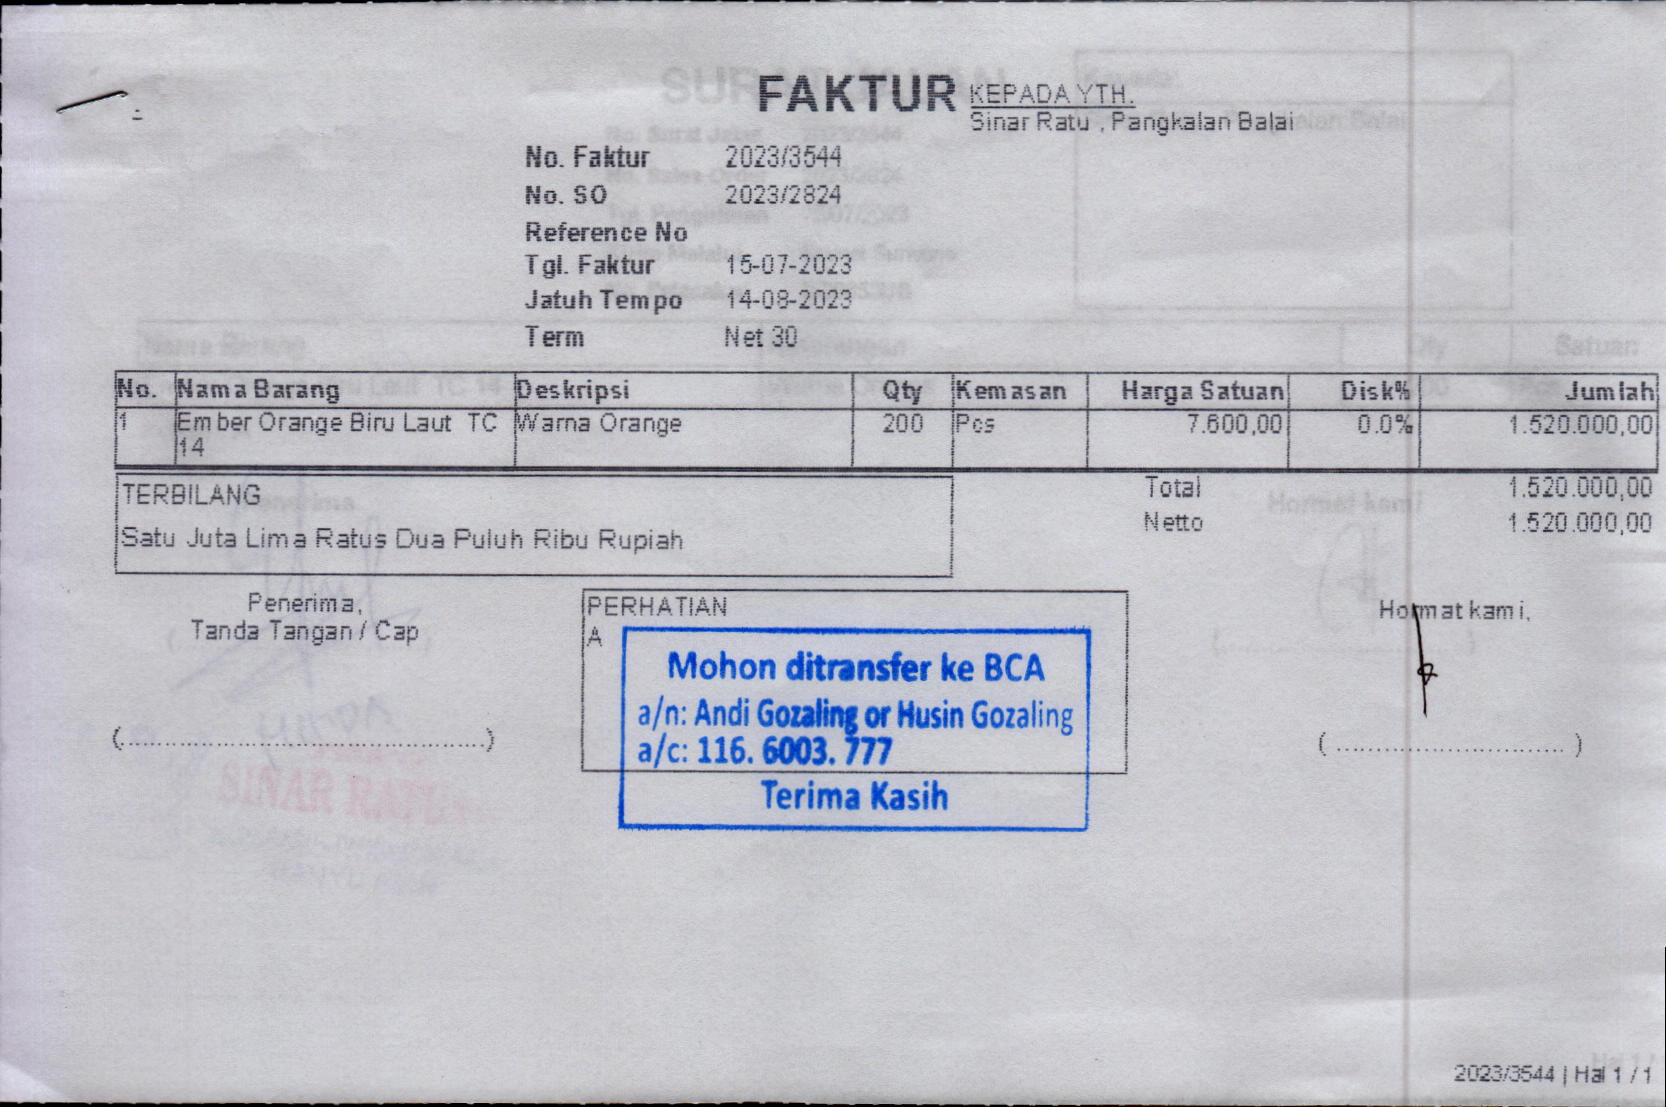 FAKTUR
KEPADA YTH.
Sinar Ratu , Pangkalan Balai
No. Faktur 2023/3544
No. SO 2023/2824
Reference No
Tgl. Faktur 15-07-2023
Jatuh Tempo 14-08-2023
Term Net 30
No. Nama Barang Deskripsi Qty Kemasan Harga Satuan Disk% Jumlah
1 Ember Orange Biru Laut TC Warna Orange 200 Pcs 7.600,00 0.0% 1.520.000,00
14
TERBILANG
Satu Juta Lima Ratus Dua Puluh Ribu Rupiah
Total 1.520.000,00
Netto 1.520.000,00
Penerima,
Tanda Tangan / Cap
(................................................)
PERHATIAN
A
Mohon ditransfer ke BCA
a/n: Andi Gozaling or Husin Gozaling
a/c: 116. 6003. 777
Terima Kasih
Hormat kami,
(..............................)
SINAR RATU
2023/3544 | Hal 1 / 1